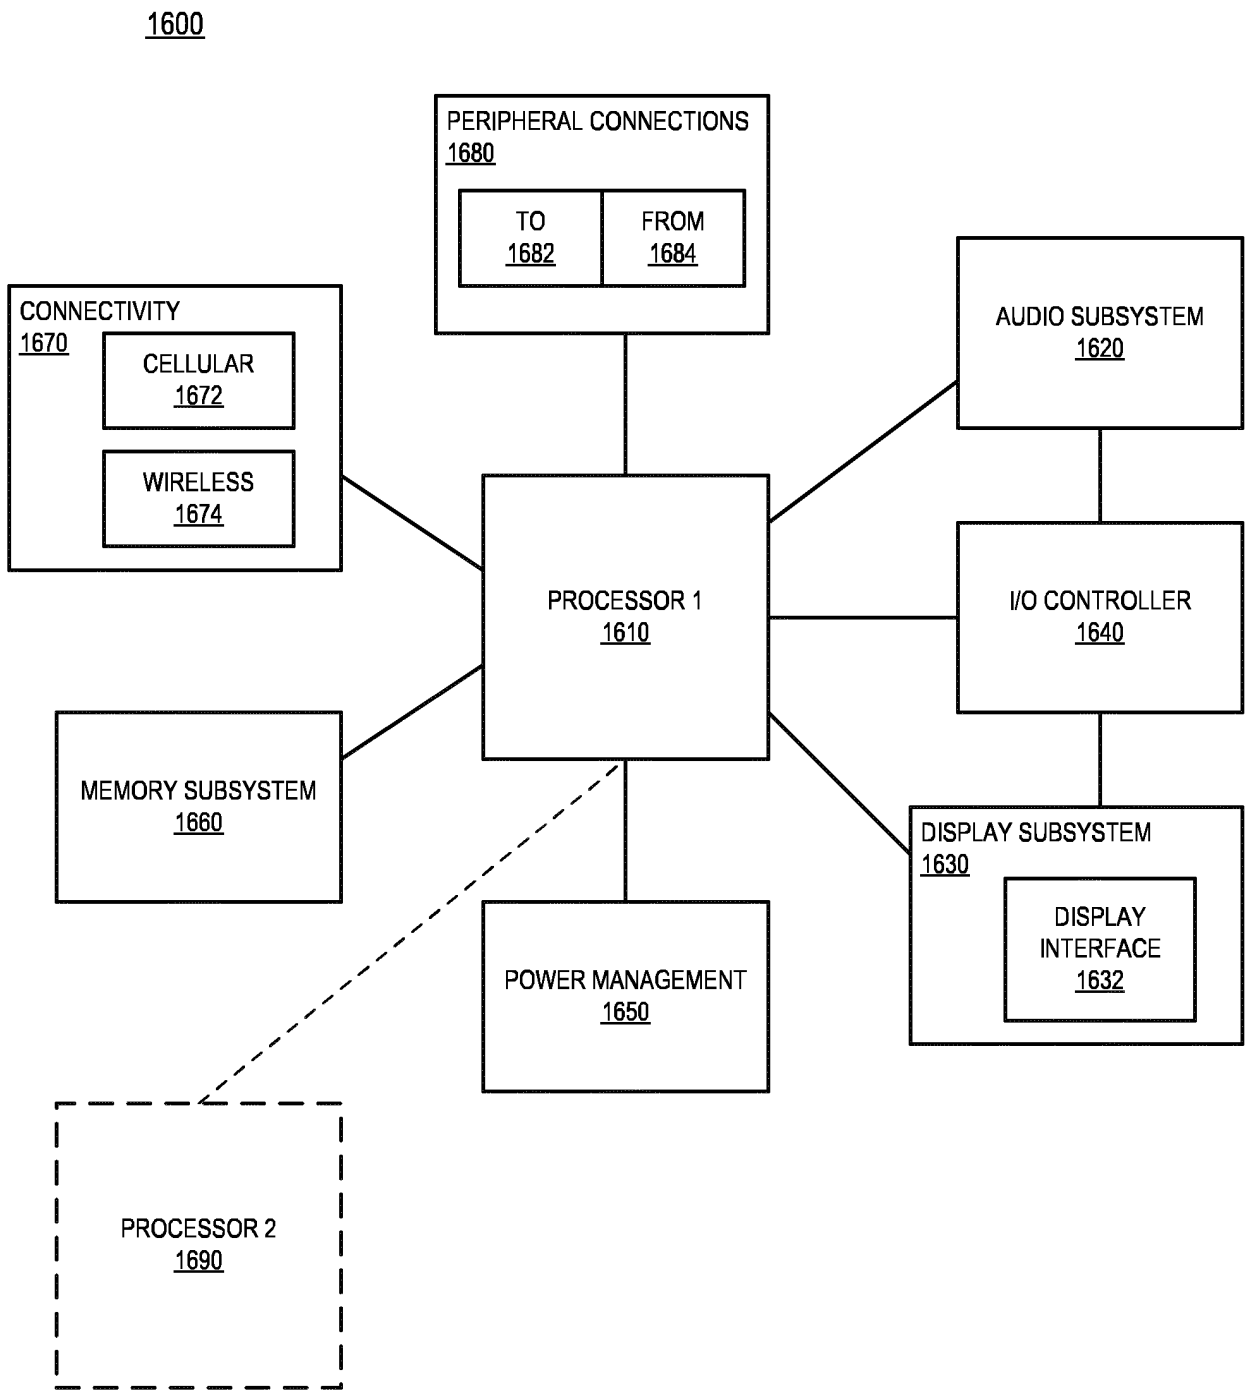 1600
PERIPHERAL CONNECTIONS
1680
TO
1682
FROM
1684
CONNECTIVITY
1670
CELLULAR
1672
WIRELESS
1674
AUDIO SUBSYSTEM
1620
PROCESSOR 1
1610
I/O CONTROLLER
1640
MEMORY SUBSYSTEM
1660
DISPLAY SUBSYSTEM
1630
DISPLAY
INTERFACE
1632
POWER MANAGEMENT
1650
PROCESSOR 2
1690